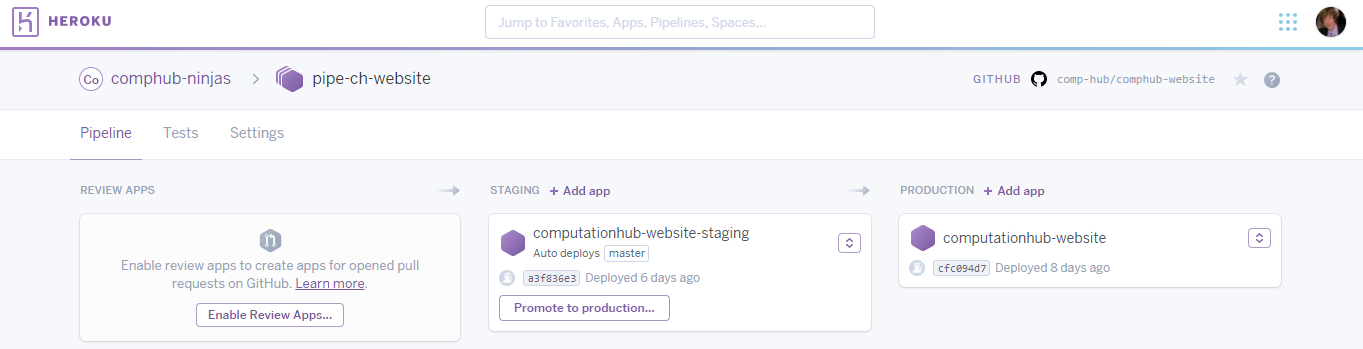 HEROKU
Jump to Favorites, Apps, Pipelines, Spaces...
Co comphub-ninjas > pipe-ch-website
GITHUB comp-hub/comphub-website ?
Pipeline Tests Settings
REVIEW APPS
Enable review apps to create apps for opened pull
requests on GitHub. Learn more.
Enable Review Apps...
STAGING + Add app
computationhub-website-staging
Auto deploys master
a3f836e3 Deployed 6 days ago
Promote to production...
PRODUCTION + Add app
computationhub-website
cfc094d7 Deployed 8 days ago